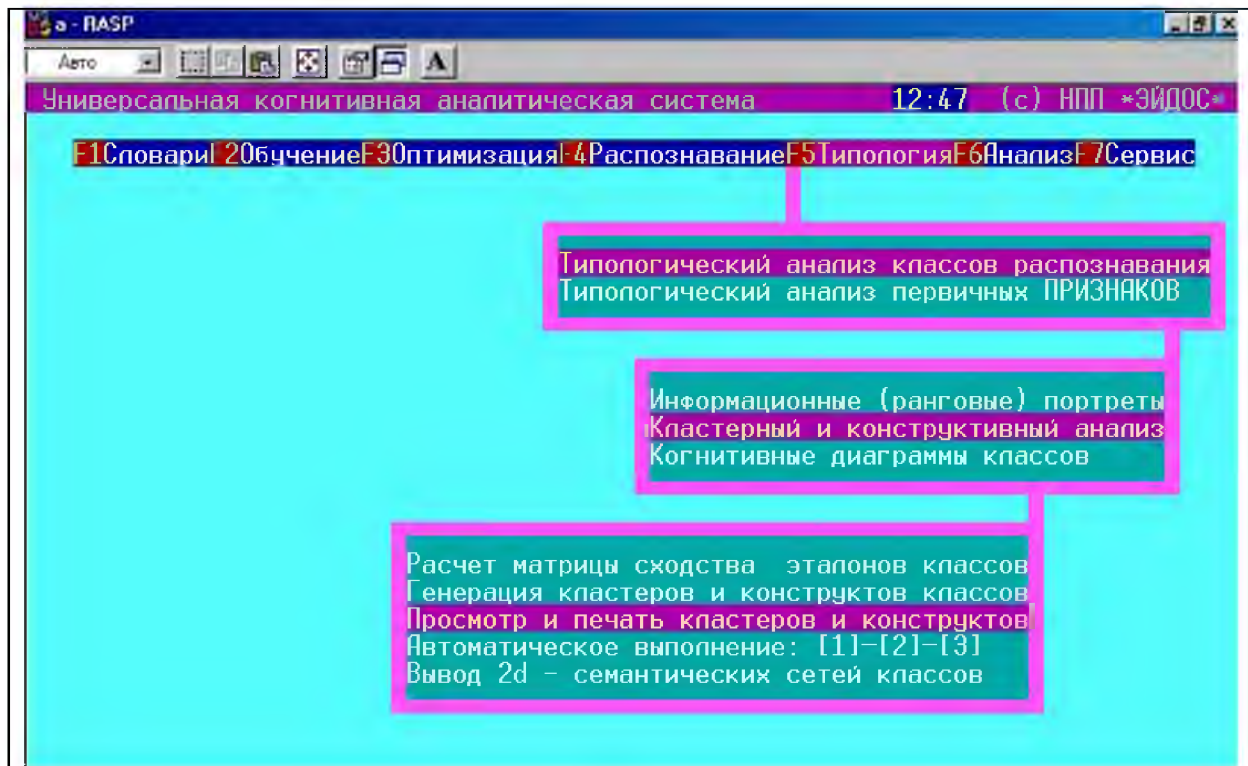 a - RASP
Авто
A
Универсальная когнитивная аналитическая система 12:47 (c) НПП *ЭЙДОС*
F1Словари F2Обучение F3Оптимизация F4Распознавание F5Типология F6Анализ F7Сервис
Типологический анализ классов распознавания
Типологический анализ первичных ПРИЗНАКОВ
Информационные (ранговые) портреты
Кластерный и конструктивный анализ
Когнитивные диаграммы классов
Расчет матрицы сходства эталонов классов
Генерация кластеров и конструктов классов
Просмотр и печать кластеров и конструктов
Автоматическое выполнение: [1]-[2]-[3]
Вывод 2d - семантических сетей классов